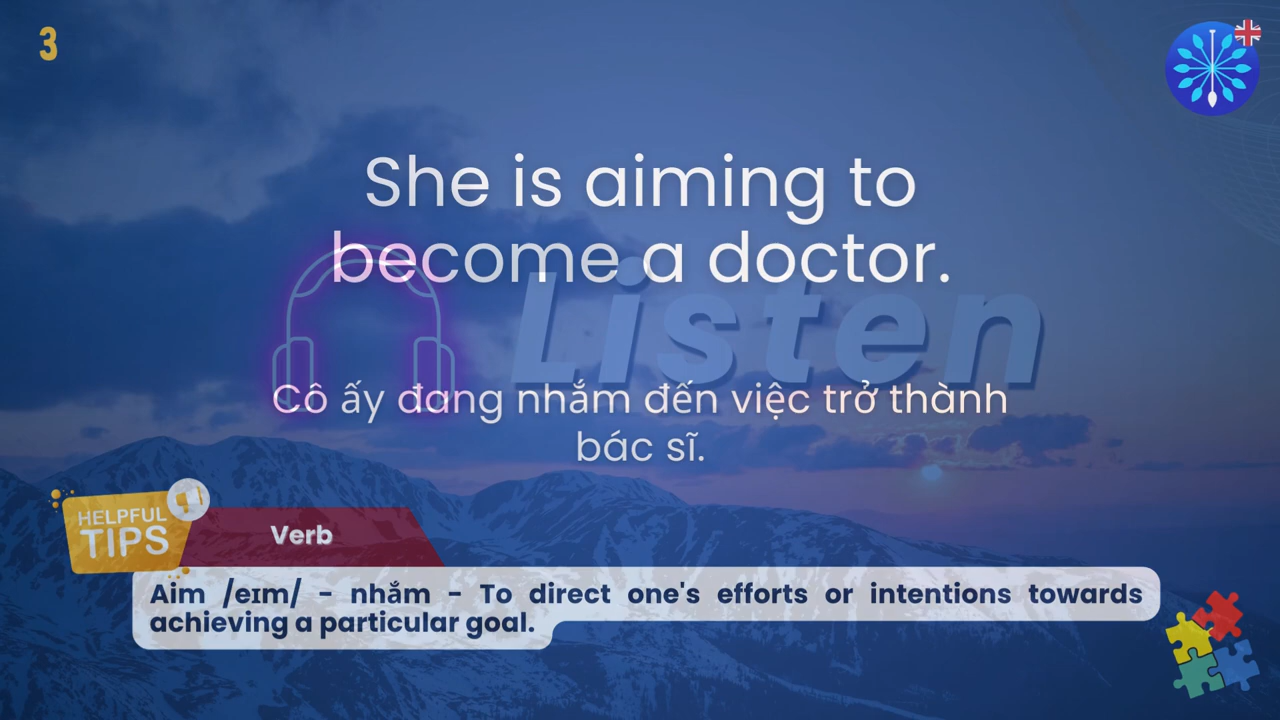 3
She is aiming to
become a doctor.
Listen
Cô ấy đang nhắm đến việc trở thành
bác sĩ.
HELPFUL
TIPS
Verb
Aim /eɪm/ - nhắm - To direct one's efforts or intentions towards
achieving a particular goal.